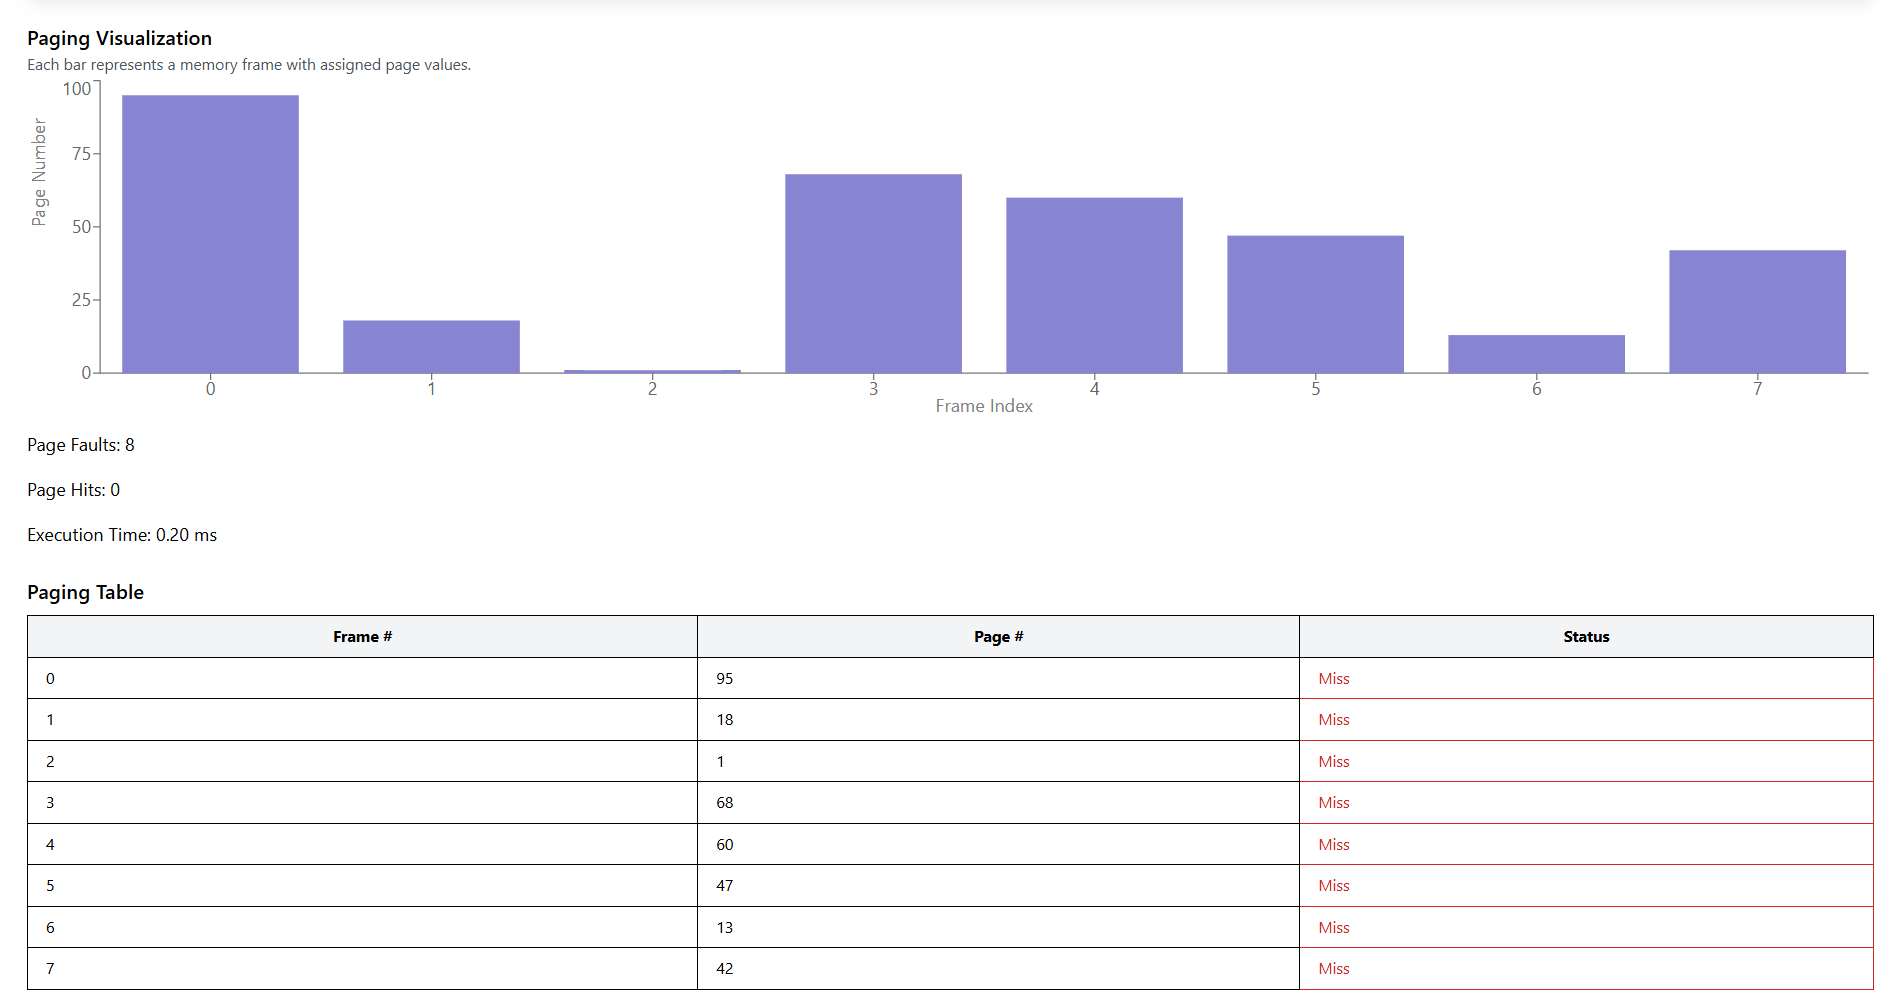 Paging Visualization
Each bar represents a memory frame with assigned page values.
100
75
50
25
0
Page Number
0 1 2 3 4 5 6 7
Frame Index
Page Faults: 8
Page Hits: 0
Execution Time: 0.20 ms
Paging Table
Frame # Page # Status
0 95 Miss
1 18 Miss
2 1 Miss
3 68 Miss
4 60 Miss
5 47 Miss
6 13 Miss
7 42 Miss